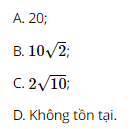 A. 20;
B. 10√2;
C. 2√10;
D. Không tồn tại.